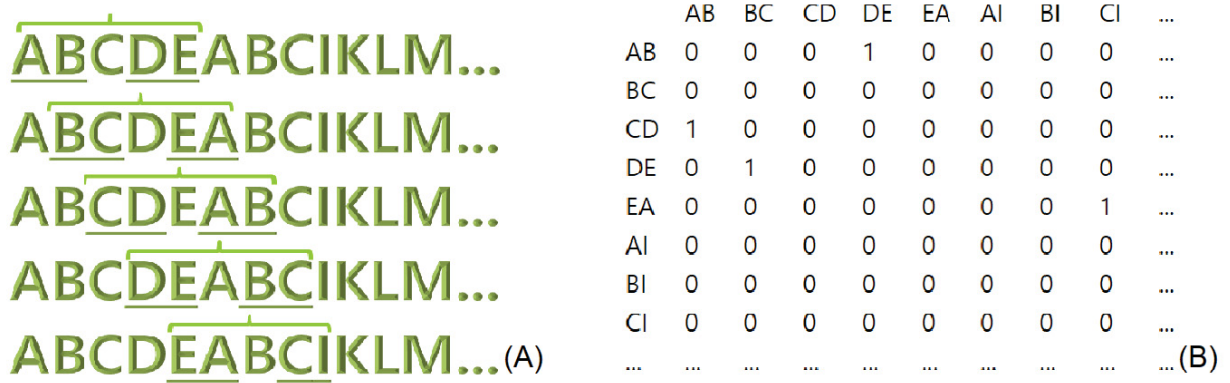 ABCDEABCIKLM...
ABCDEABCIKLM...
ABCDEABCIKLM...
ABCDEABCIKLM...
ABCDEABCIKLM... (A)
AB BC CD DE EA AI BI CI ...
AB 0 0 0 1 0 0 0 0 ...
BC 0 0 0 0 0 0 0 0 ...
CD 1 0 0 0 0 0 0 0 ...
DE 0 1 0 0 0 0 0 0 ...
EA 0 0 0 0 0 0 0 1 ...
AI 0 0 0 0 0 0 0 0 ...
BI 0 0 0 0 0 0 0 0 ...
CI 0 0 0 0 0 0 0 0 ...
... ... ... ... ... ... ... ... ... ... (B)